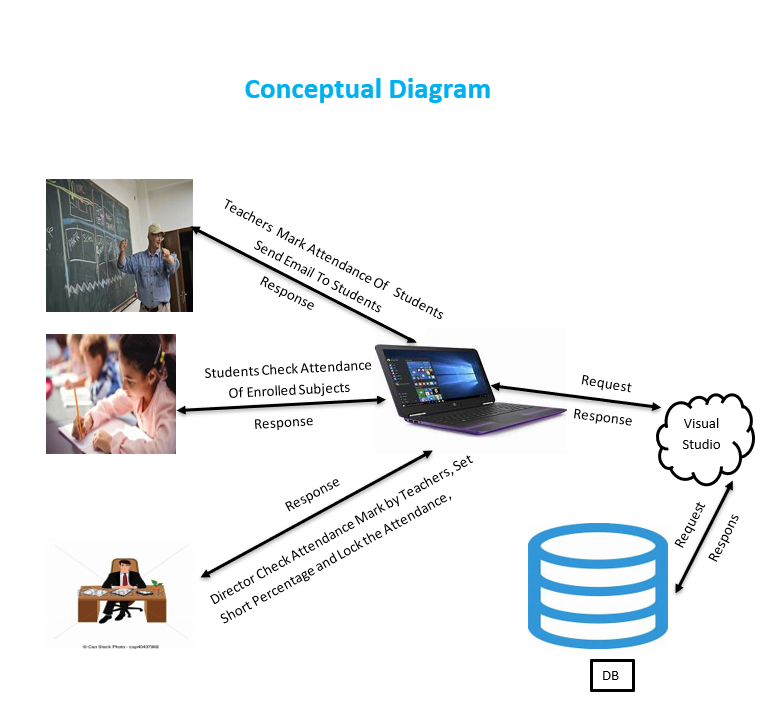 Conceptual Diagram
Teachers Mark Attendance Of Students
Send Email To Students
Response
Students Check Attendance
Of Enrolled Subjects
Response
Request
Response
Visual
Studio
Response
Director Check Attendance Mark by Teachers, Set
Short Percentage and Lock the Attendance,
Request
Respons
© Can Stock Photo - csp40437902
DB